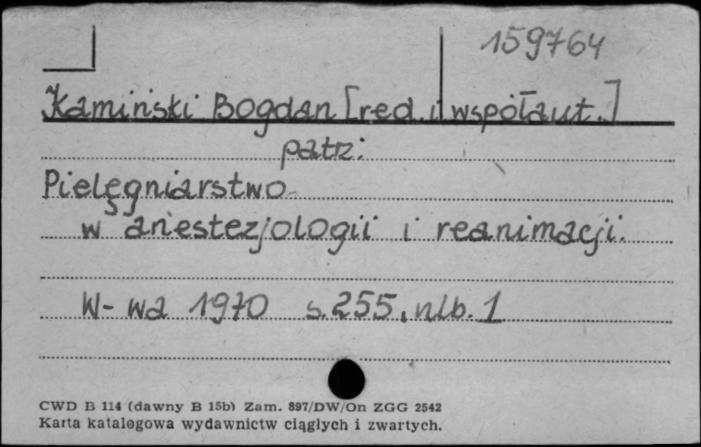 159764
Kamiński Bogdan [red. i współaut.]
patrz:
Pielęgniarstwo
w anestezjologii i reanimacji.
W-wa 1970 s. 255, nlb. 1
CWD B 114 (dawny B 15b) Zam. 897/DW/On ZGG 2542
Karta katalogowa wydawnictw ciągłych i zwartych.